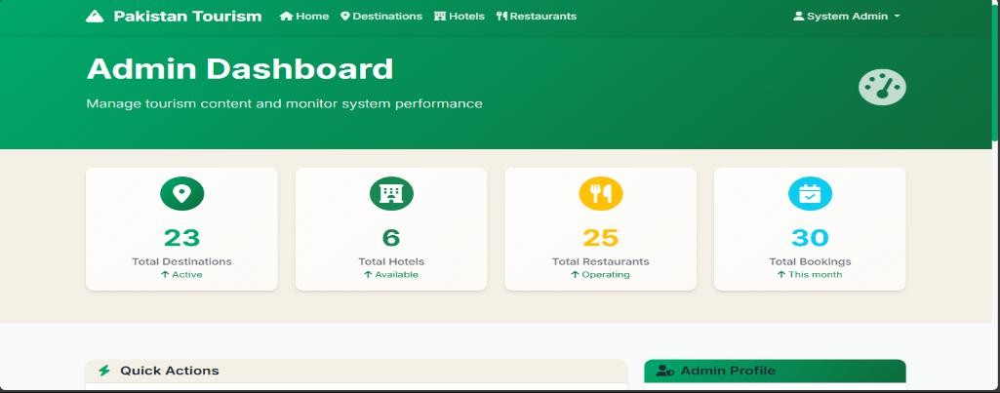 Pakistan Tourism Home Destinations Hotels Restaurants System Admin
Admin Dashboard
Manage tourism content and monitor system performance
23 6 25 30
Total Destinations Total Hotels Total Restaurants Total Bookings
Active Available Operating This month
Quick Actions Admin Profile